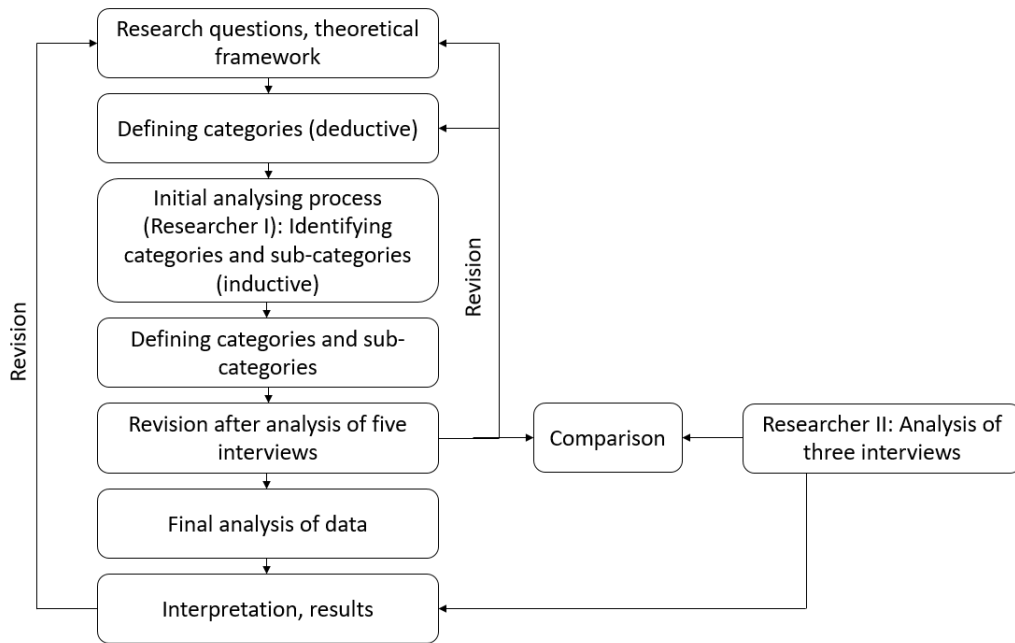 Research questions, theoretical
framework
Defining categories (deductive)
Initial analysing process
(Researcher I): Identifying
categories and sub-categories
(inductive)
Defining categories and sub-
categories
Revision after analysis of five
interviews
Final analysis of data
Interpretation, results
Revision
Revision
Comparison
Researcher II: Analysis of
three interviews